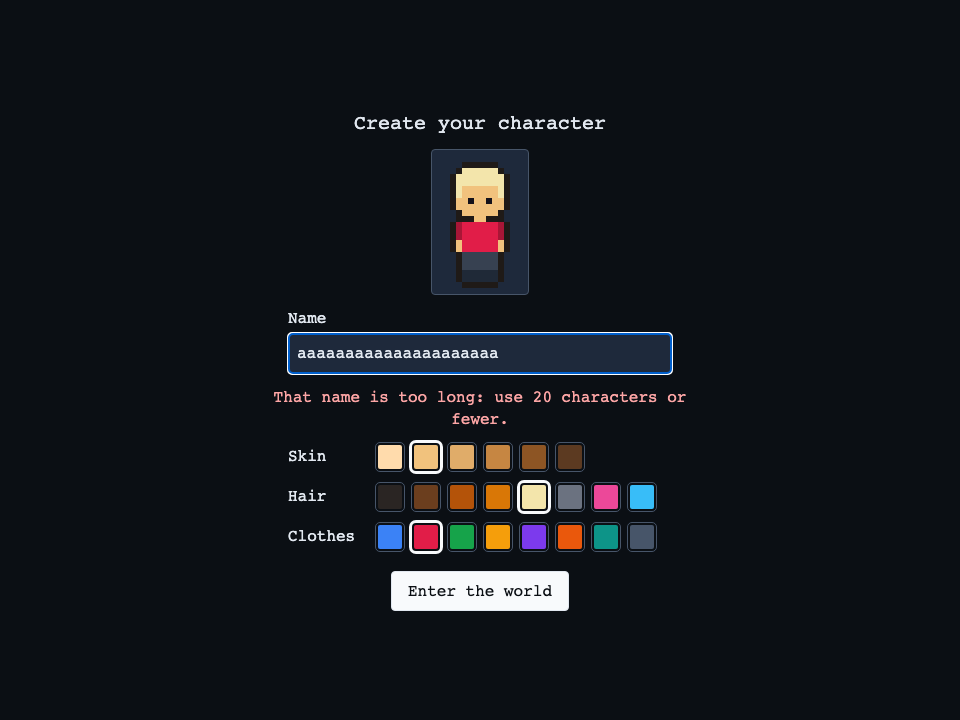 Create your character
Name
aaaaaaaaaaaaaaaaaaaaa
That name is too long: use 20 characters or
fewer.
Skin
Hair
Clothes
Enter the world